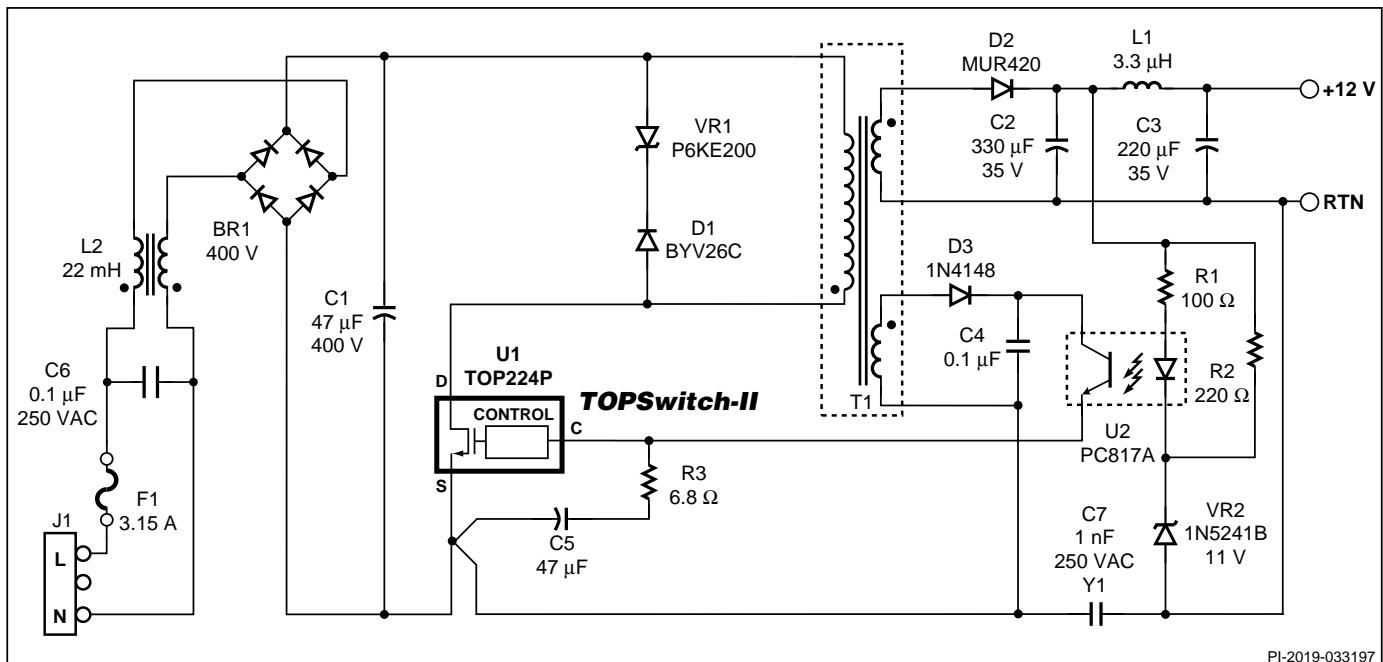 D2
MUR420
L1
3.3 µH
+12 V
VR1
P6KE200
C2
330 µF
35 V
C3
220 µF
35 V
RTN
BR1
400 V
D1
BYV26C
L2
22 mH
D3
1N4148
R1
100 Ω
C1
47 µF
400 V
C4
0.1 µF
R2
220 Ω
U1
TOP224P
C6
0.1 µF
250 VAC
D
CONTROL
C
S
TOPSwitch-II
T1
U2
PC817A
R3
6.8 Ω
F1
3.15 A
J1
L
N
C5
47 µF
C7
1 nF
250 VAC
Y1
VR2
1N5241B
11 V
PI-2019-033197